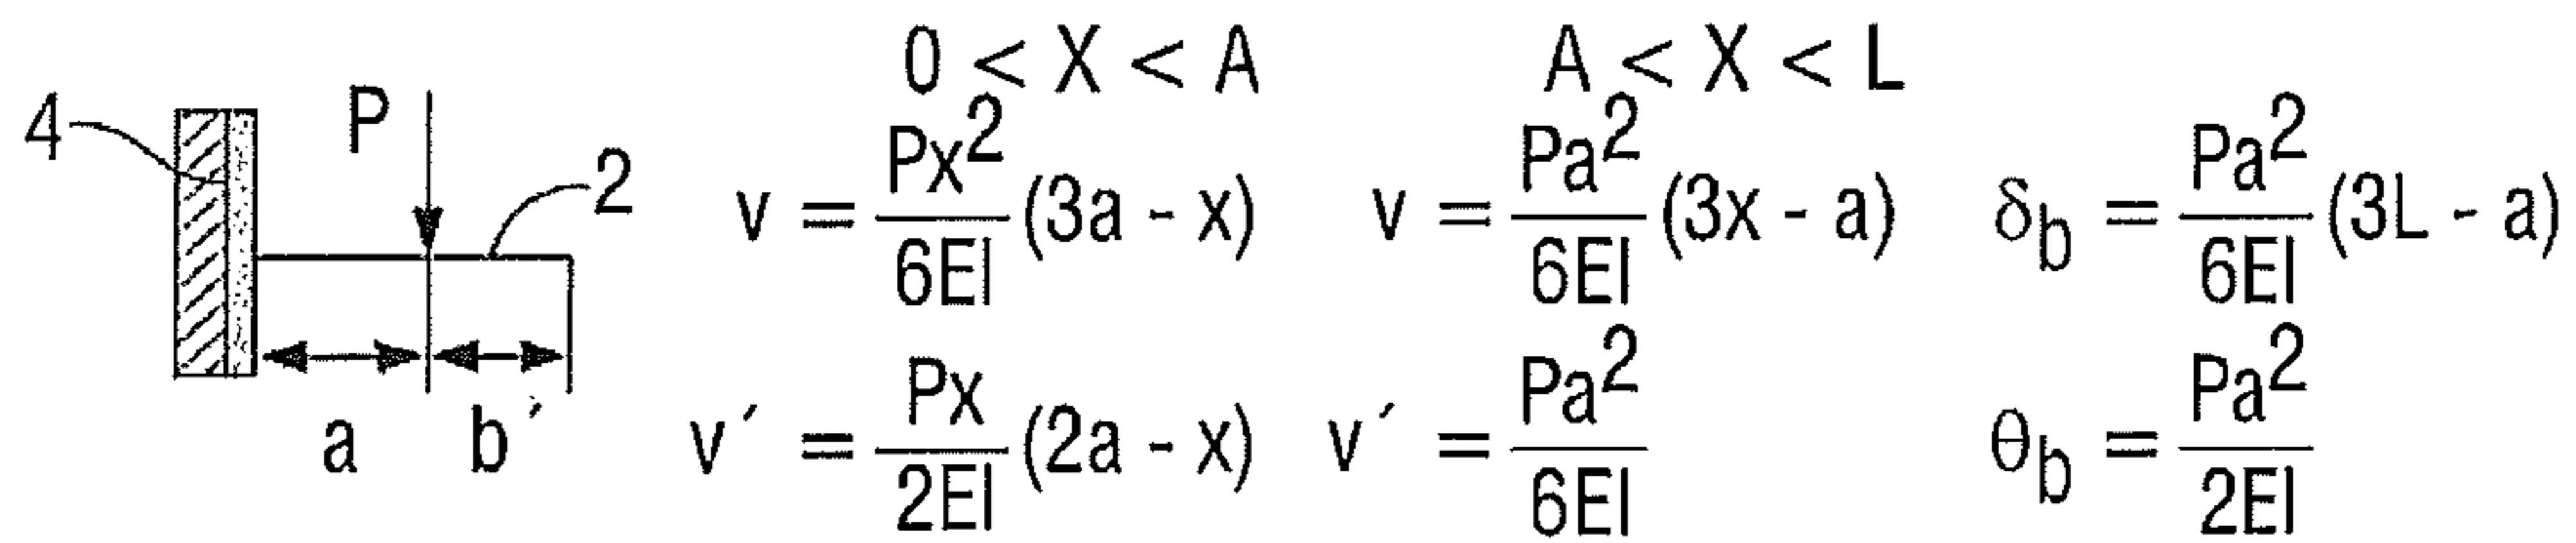 0 < X < A    A < X < L
4    P    2
v = Px²/6EI (3a - x)    v = Pa²/6EI (3x - a)    δb = Pa²/6EI (3L - a)
a    b´
v´ = Px/2EI (2a - x)    v´ = Pa²/6EI    θb = Pa²/2EI